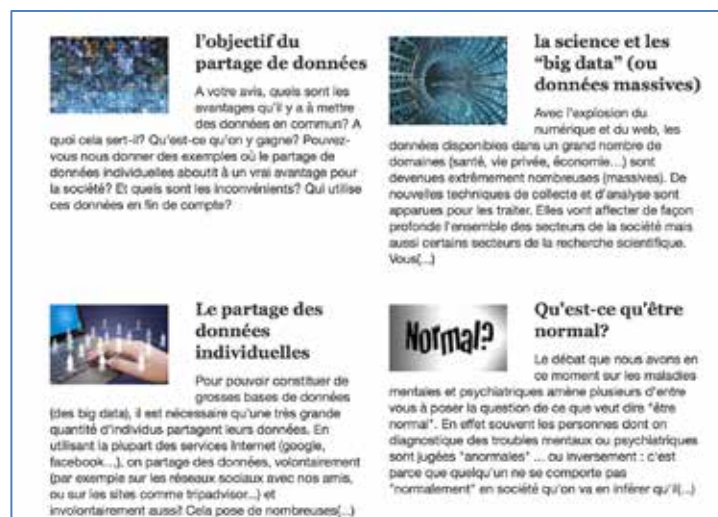 l'objectif du
partage de données
A votre avis, quels sont les
avantages qu'il y a à mettre
des données en commun? A
quoi cela sert-il? Qu'est-ce qu'on y gagne? Pouvez-
vous nous donner des exemples où le partage de
données individuelles aboutit à un vrai avantage pour
la société? Et quels sont les inconvénients? Qui utilise
ces données en fin de compte?
la science et les
“big data” (ou
données massives)
Avec l'explosion du
numérique et du web, les
données disponibles dans un grand nombre de
domaines (santé, vie privée, économie...) sont
devenues extrêmement nombreuses (massives). De
nouvelles techniques de collecte et d'analyse sont
apparues pour les traiter. Elles vont affecter de façon
profonde l'ensemble des secteurs de la société mais
aussi certains secteurs de la recherche scientifique.
Vous[...]
Le partage des
données
individuelles
Pour pouvoir constituer de
grosses bases de données
(des big data), il est nécessaire qu'une très grande
quantité d'individus partagent leurs données. En
utilisant la plupart des services Internet (google,
facebook...), on partage des données, volontairement
(par exemple sur les réseaux sociaux avec nos amis,
ou sur les sites comme tripadvisor...) et
involontairement aussi! Cela pose de nombreuses[...]
Normal?
Qu'est-ce qu'être
normal?
Le débat que nous avons en
ce moment sur les maladies
mentales et psychiatriques amène plusieurs d'entre
vous à poser la question de ce que veut dire "être
normal". En effet souvent les personnes dont on
diagnostique des troubles mentaux ou psychiatriques
sont jugées "anormales" ... ou inversement : c'est
parce que quelqu'un ne se comporte pas
"normalement" en société qu'on va en inférer qu'il[...]